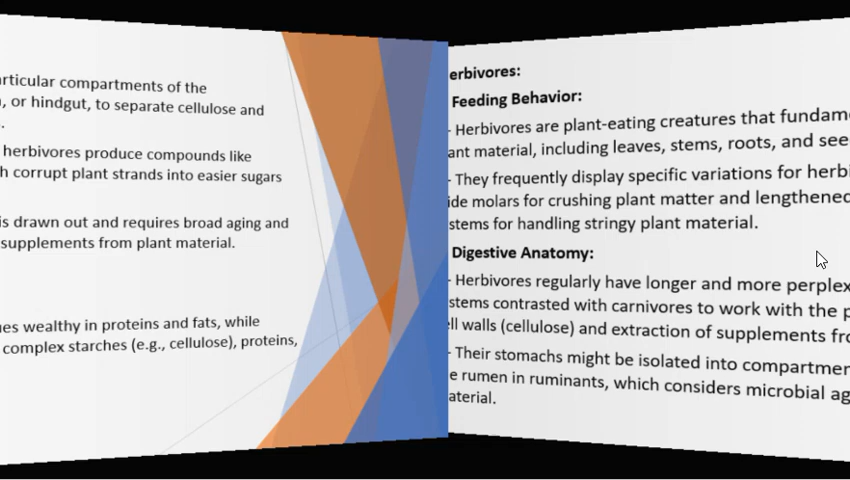 articular compartments of the
, or hindgut, to separate cellulose and
.
herbivores produce compounds like
h corrupt plant strands into easier sugars
is drawn out and requires broad aging and
supplements from plant material.
es wealthy in proteins and fats, while
complex starches (e.g., cellulose), proteins,
erbivores:
Feeding Behavior:
- Herbivores are plant-eating creatures that fundam
ant material, including leaves, stems, roots, and see
- They frequently display specific variations for herbi
ide molars for crushing plant matter and lengthened
stems for handling stringy plant material.
Digestive Anatomy:
- Herbivores regularly have longer and more perplex
stems contrasted with carnivores to work with the p
ll walls (cellulose) and extraction of supplements fro
- Their stomachs might be isolated into compartmen
e rumen in ruminants, which considers microbial ag
aterial.